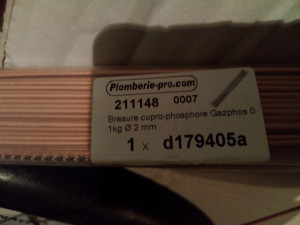 Plomberie-pro.com
211148 0007
Brasure cupro-phosphore Gazphos 0
1kg Ø 2 mm
1 x d179405a